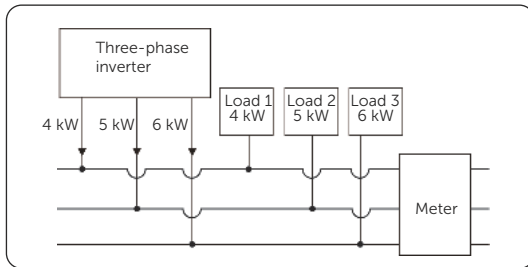 Three-phase
inverter
4 kW
5 kW
6 kW
Load 1
4 kW
Load 2
5 kW
Load 3
6 kW
Meter